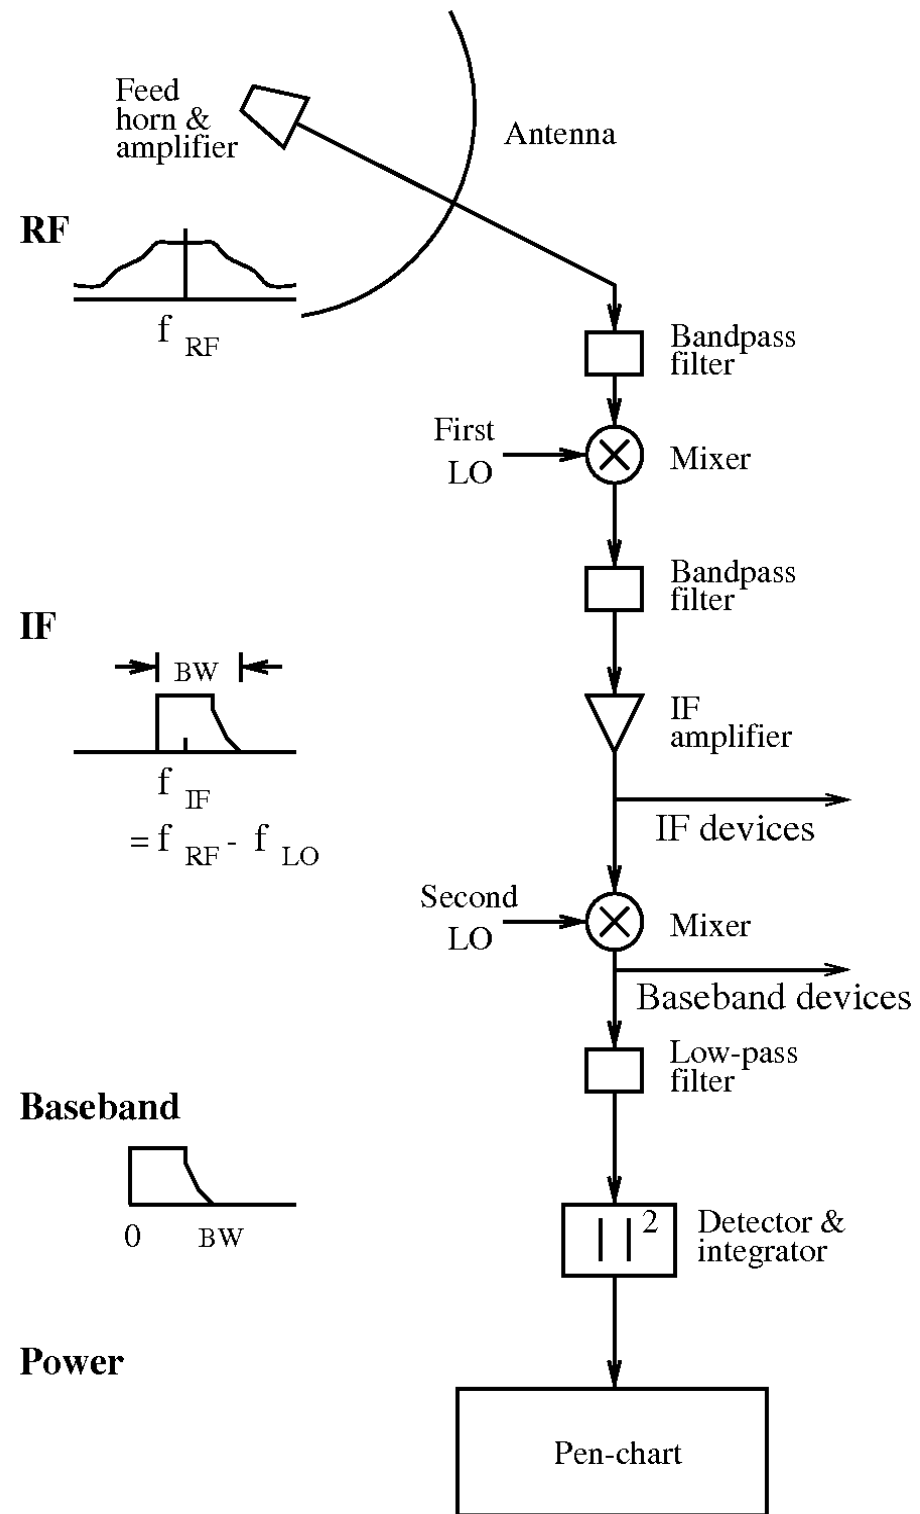 Feed
horn &
amplifier
Antenna
RF
f RF
Bandpass
filter
First
LO
Mixer
Bandpass
filter
IF
BW
f IF
= f RF - f LO
IF
amplifier
IF devices
Second
LO
Mixer
Baseband devices
Low-pass
filter
Baseband
0 BW
| | 2
Detector &
integrator
Power
Pen-chart